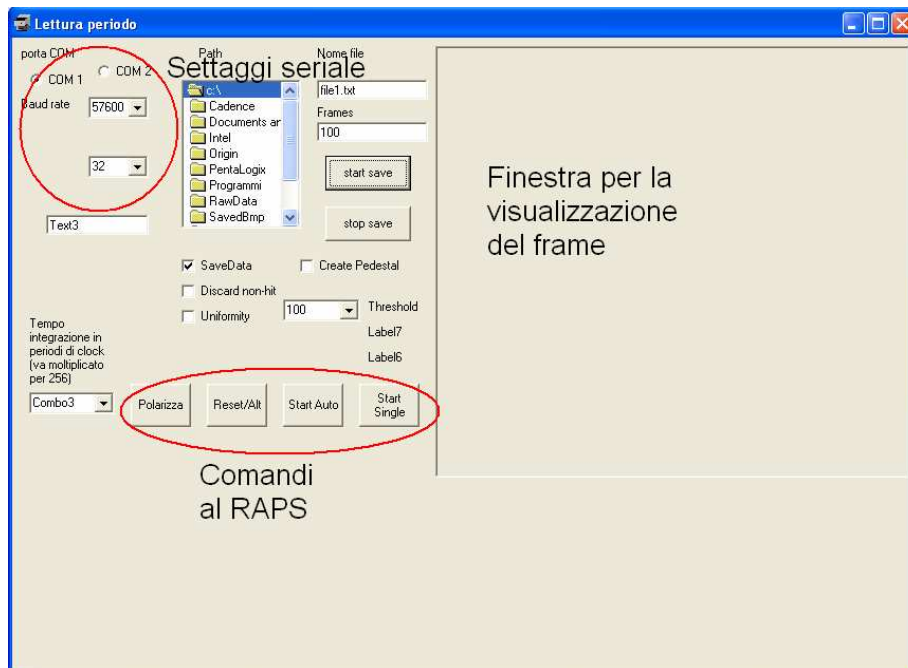 Lettura periodo
porta COM
COM 1
COM 2
Baud rate
57600
32
Text3
Path
Settaggi seriale
c:\
Cadence
Documents ar
Intel
Origin
PentaLogix
Programmi
RawData
SavedBmp
Nome file
file1.txt
Frames
100
start save
stop save
SaveData
Create Pedestal
Discard non-hit
Uniformity
100
Threshold
Label7
Label6
Tempo
integrazione in
periodi di clock
(va moltiplicato
per 256)
Combo3
Polarizza
Reset/Alt
Start Auto
Start
Single
Comandi
al RAPS
Finestra per la
visualizzazione
del frame